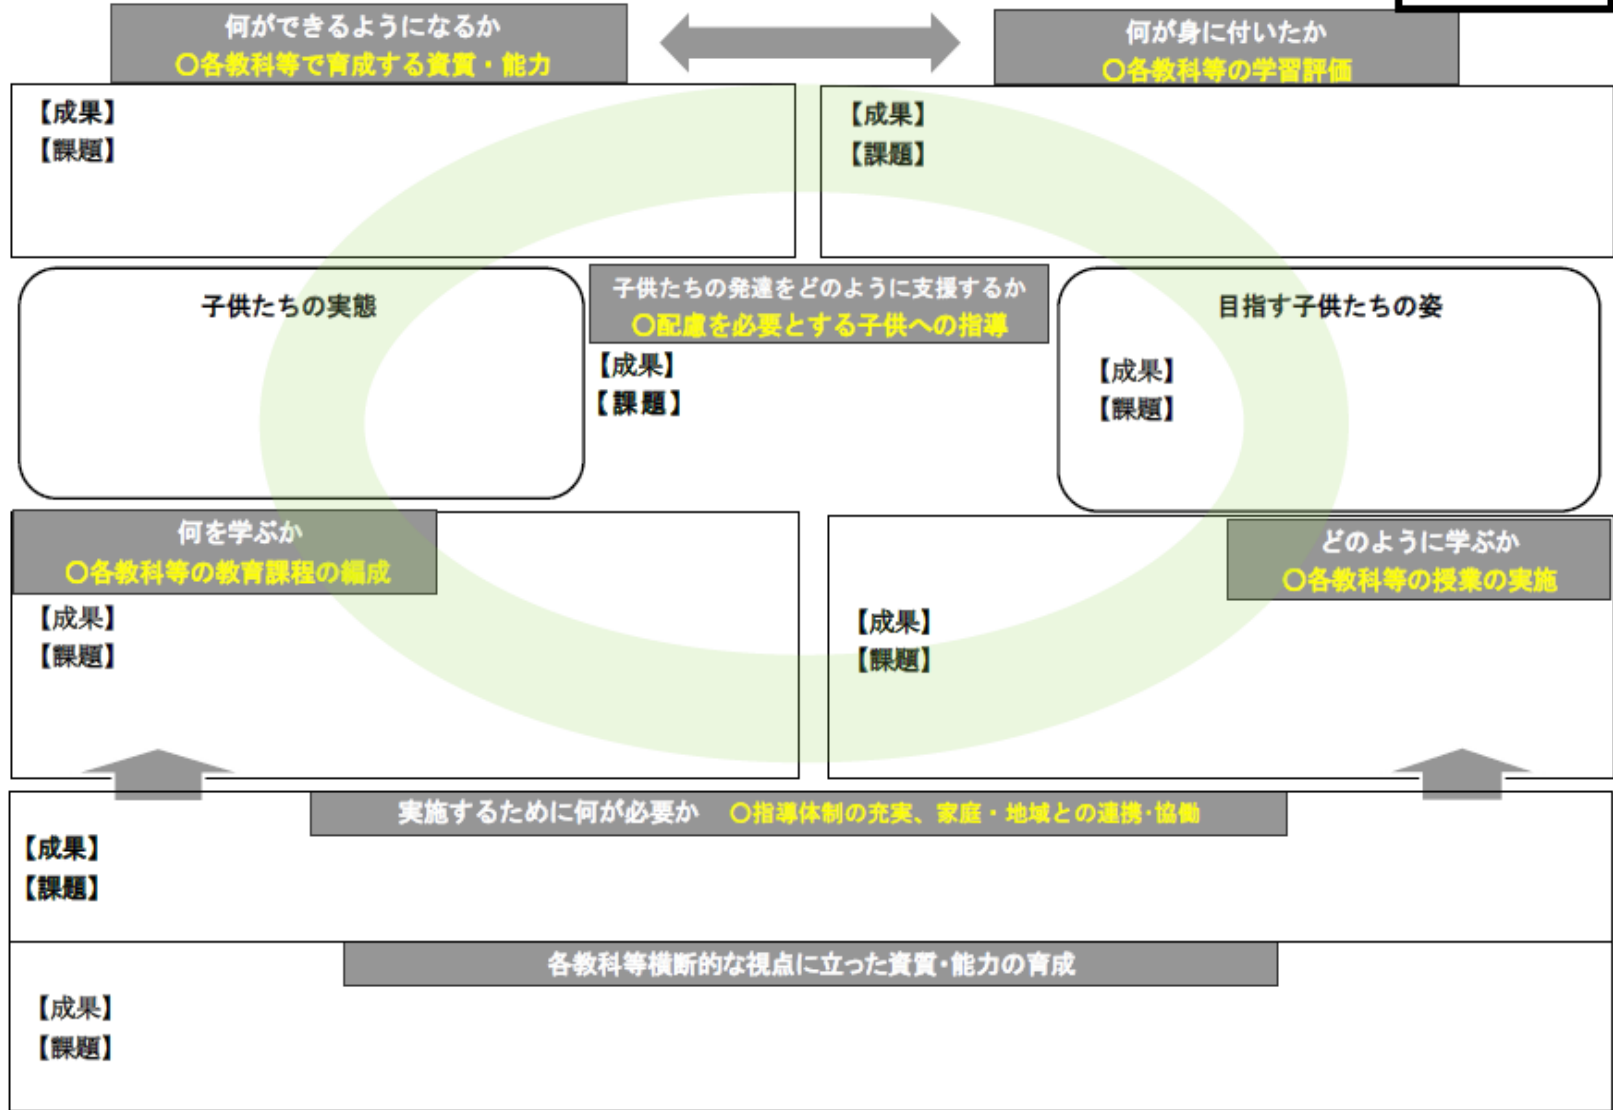 何ができるようになるか
〇各教科等で育成する資質・能力
何が身に付いたか
〇各教科等の学習評価
【成果】
【課題】
【成果】
【課題】
子供たちの実態
子供たちの発達をどのように支援するか
〇配慮を必要とする子供への指導
【成果】
【課題】
目指す子供たちの姿
【成果】
【課題】
何を学ぶか
〇各教科等の教育課程の編成
【成果】
【課題】
どのように学ぶか
〇各教科等の授業の実施
【成果】
【課題】
実施するために何が必要か 〇指導体制の充実、家庭・地域との連携・協働
【成果】
【課題】
各教科等横断的な視点に立った資質・能力の育成
【成果】
【課題】